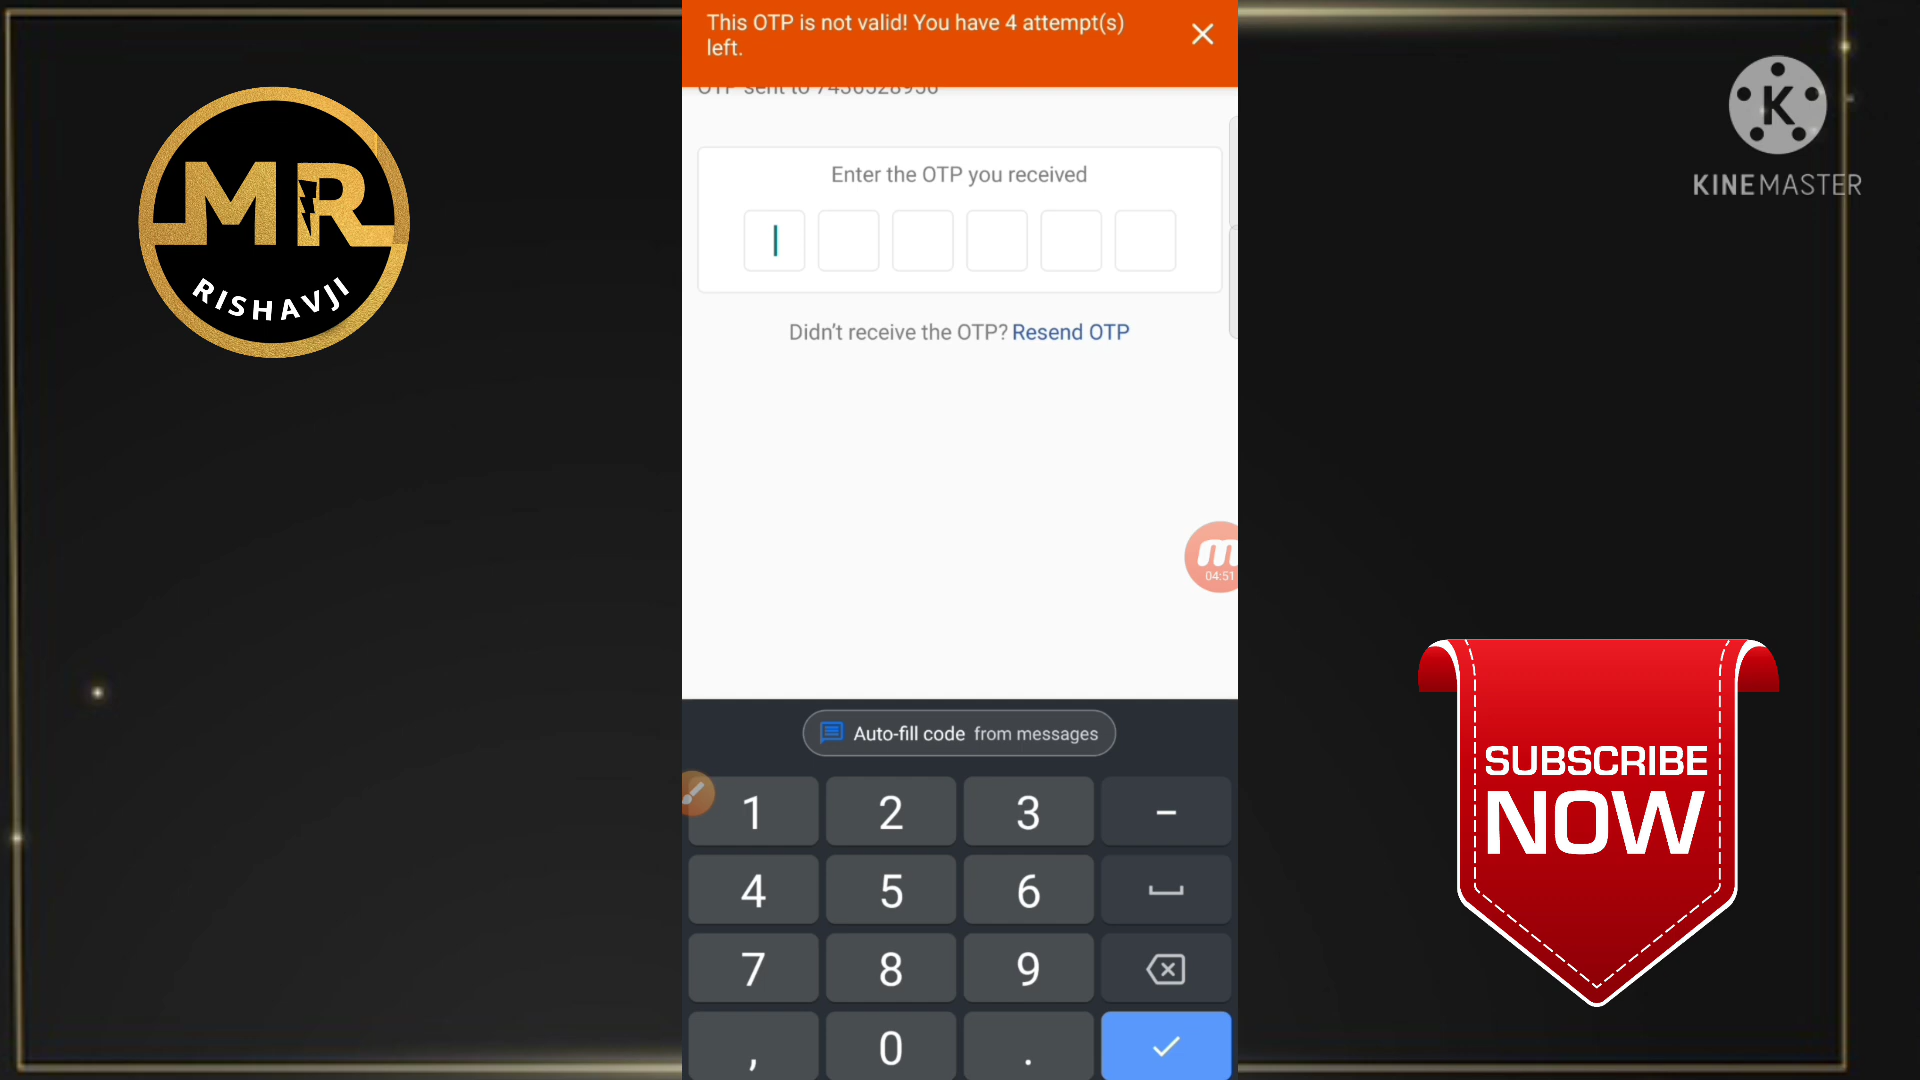 This OTP is not valid! You have 4 attempt(s)
left.
Enter the OTP you received
Didn't receive the OTP? Resend OTP
04:51
Auto-fill code from messages
1 2 3 -
4 5 6
7 8 9
, 0 .
MR
RISHAVJI
K
KINEMASTER
SUBSCRIBE
NOW